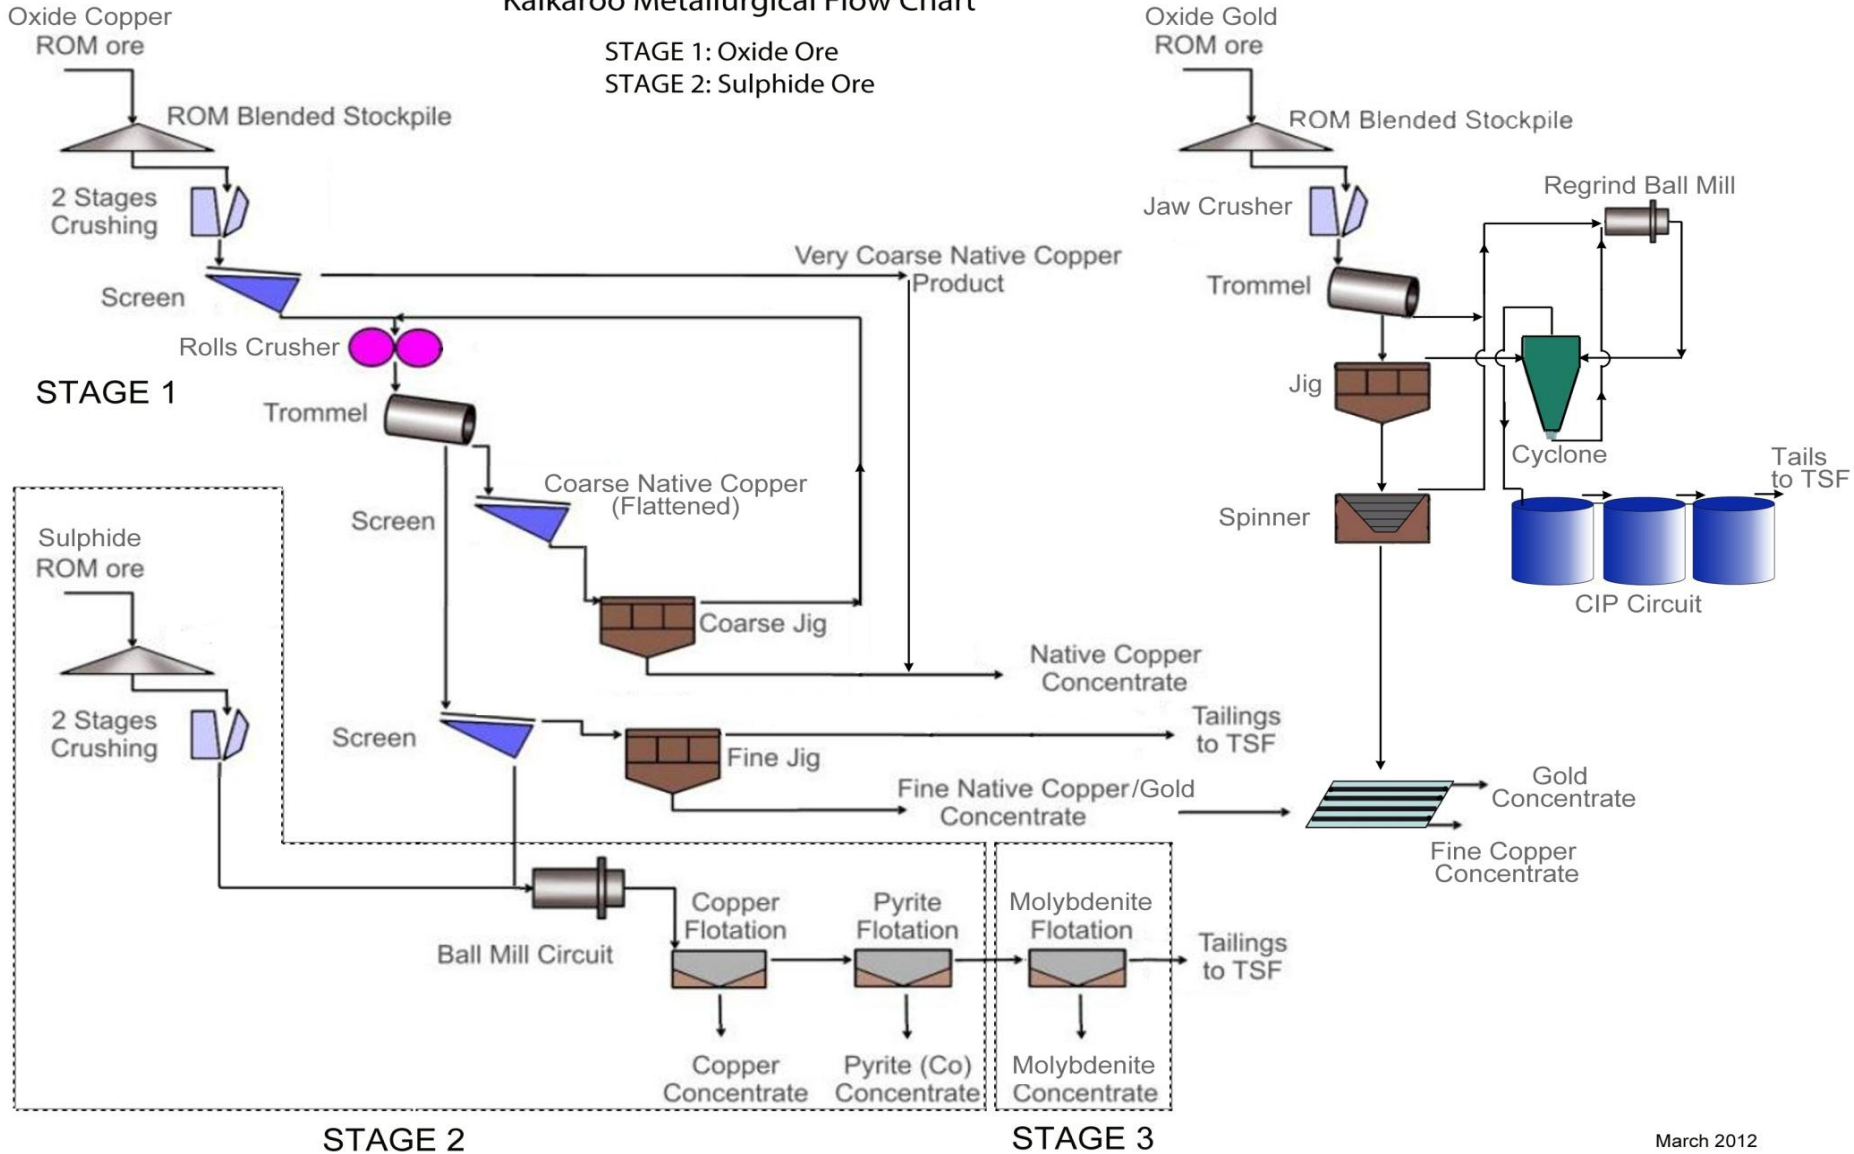 Kalkaroo Metallurgical Flow Chart
STAGE 1: Oxide Ore
STAGE 2: Sulphide Ore
Oxide Copper
ROM ore
ROM Blended Stockpile
2 Stages
Crushing
Screen
Very Coarse Native Copper
Product
Rolls Crusher
STAGE 1
Trommel
Coarse Native Copper
(Flattened)
Screen
Coarse Jig
Native Copper
Concentrate
Screen
Fine Jig
Tailings
to TSF
Fine Native Copper/Gold
Concentrate
Oxide Gold
ROM ore
ROM Blended Stockpile
Jaw Crusher
Regrind Ball Mill
Trommel
Jig
Cyclone
Spinner
Tails
to TSF
CIP Circuit
Gold
Concentrate
Fine Copper
Concentrate
Sulphide
ROM ore
2 Stages
Crushing
Ball Mill Circuit
Copper
Flotation
Pyrite
Flotation
Molybdenite
Flotation
Tailings
to TSF
Copper
Concentrate
Pyrite (Co)
Concentrate
Molybdenite
Concentrate
STAGE 2
STAGE 3
March 2012